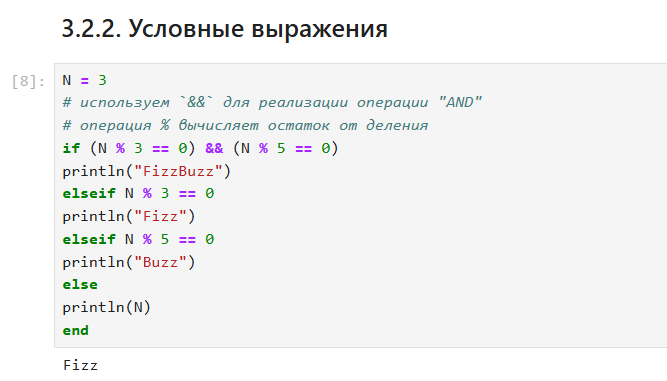 3.2.2. Условные выражения
[8]: N = 3
# используем `&&` для реализации операции "AND"
# операция % вычисляет остаток от деления
if (N % 3 == 0) && (N % 5 == 0)
println("FizzBuzz")
elseif N % 3 == 0
println("Fizz")
elseif N % 5 == 0
println("Buzz")
else
println(N)
end
Fizz